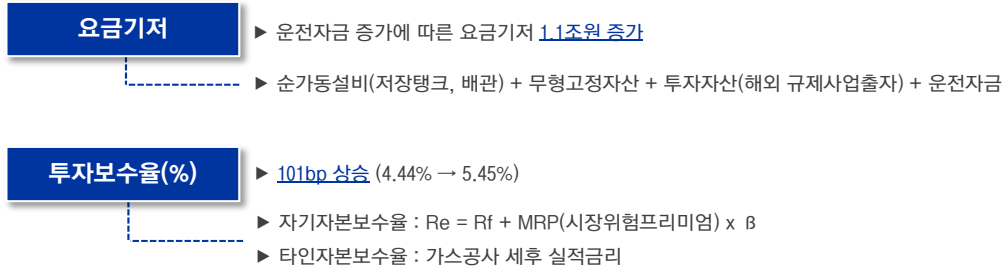 요금기저
▶ 운전자금 증가에 따른 요금기저 1.1조원 증가
▶ 순가동설비(저장탱크, 배관) + 무형고정자산 + 투자자산(해외 규제사업출자) + 운전자금
투자보수율(%)
▶ 101bp 상승 (4.44% → 5.45%)
▶ 자기자본보수율 : Re = Rf + MRP(시장위험프리미엄) x ß
▶ 타인자본보수율 : 가스공사 세후 실적금리